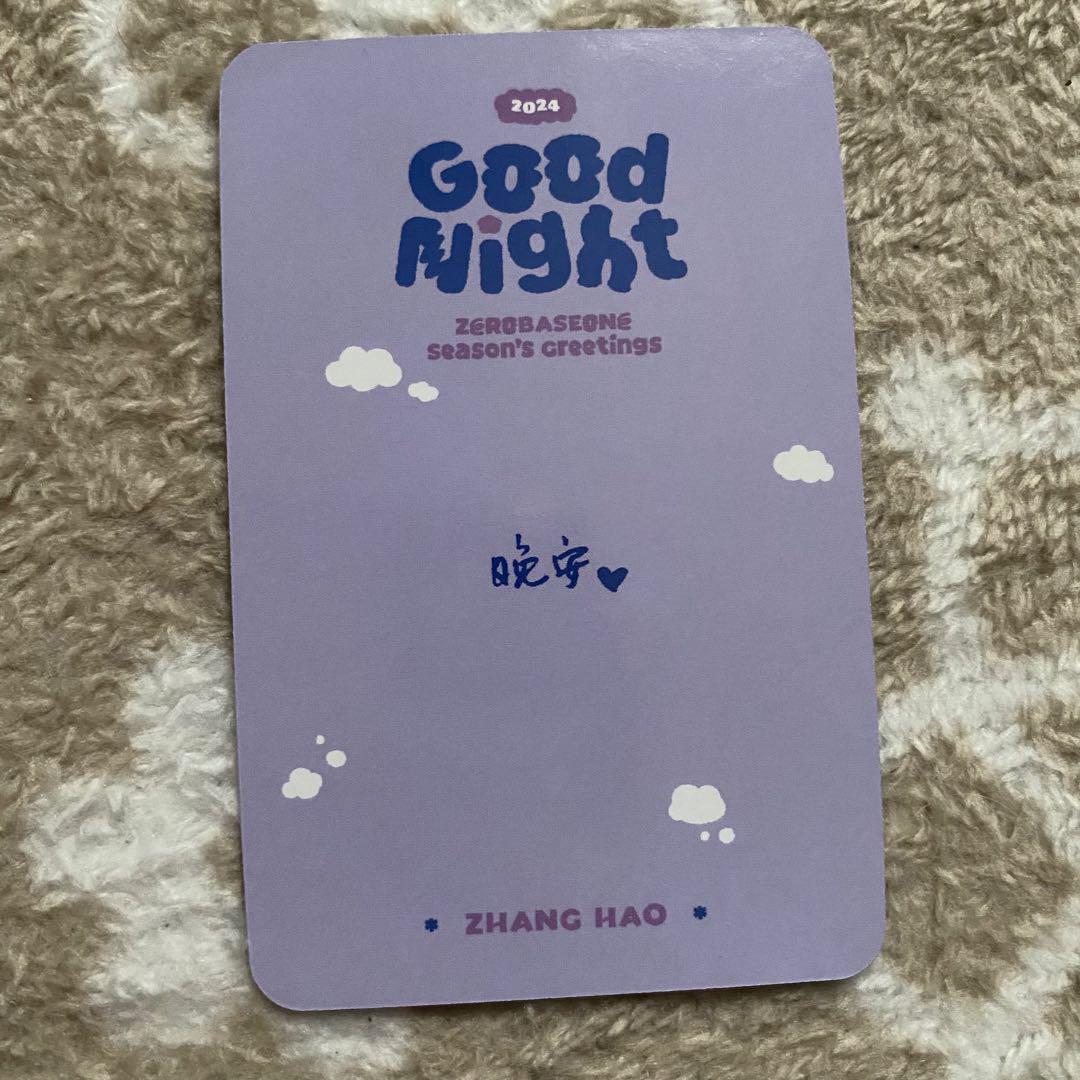 2024
Good
Night
ZEROBASEONE
season's Greetings
晚安♥
* ZHANG HAO *